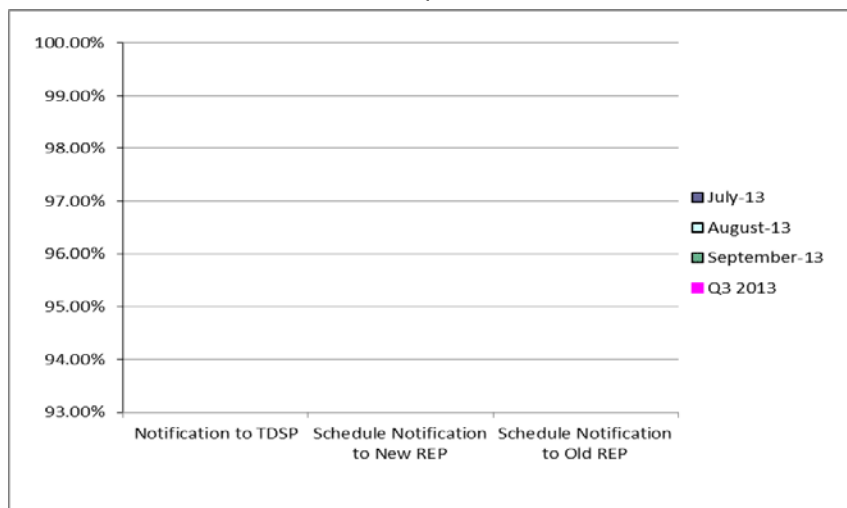 100.00%
99.00%
98.00%
97.00%
96.00%
95.00%
94.00%
93.00%
Notification to TDSP
Schedule Notification
to New REP
Schedule Notification
to Old REP
July-13
August-13
September-13
Q3 2013